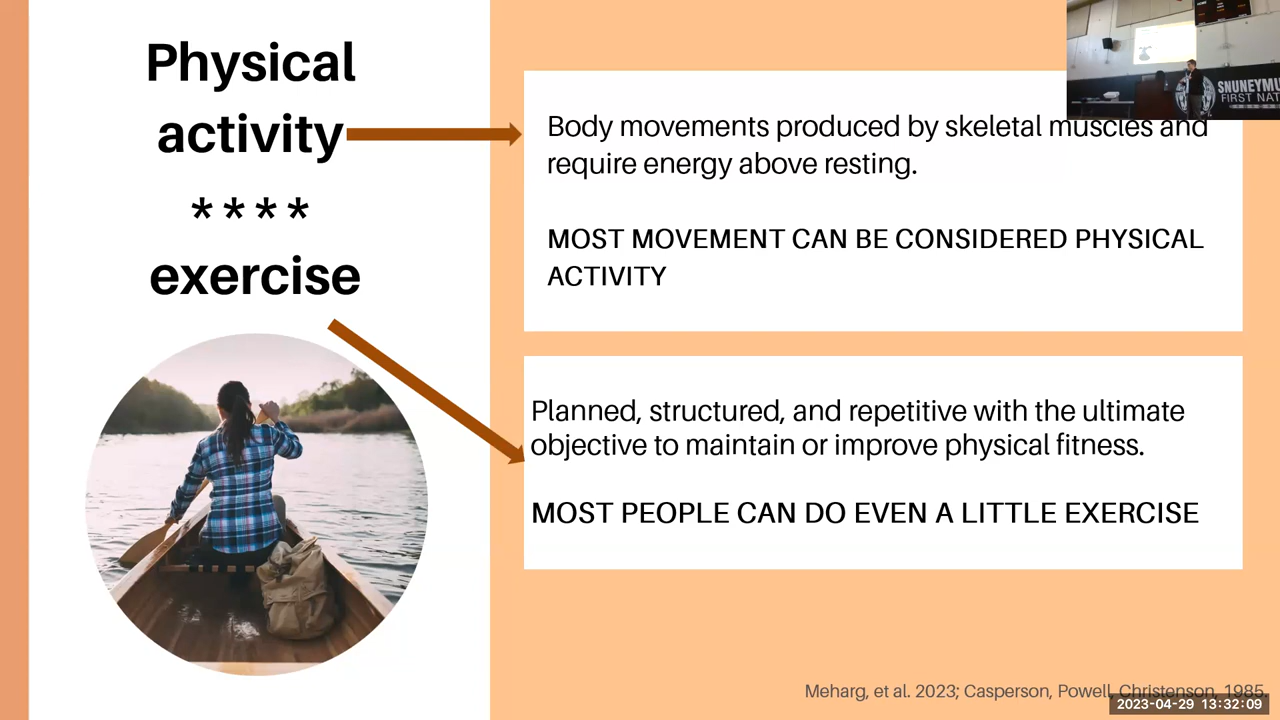 Physical
activity
****
exercise
Body movements produced by skeletal muscles and
require energy above resting.
MOST MOVEMENT CAN BE CONSIDERED PHYSICAL
ACTIVITY
Planned, structured, and repetitive with the ultimate
objective to maintain or improve physical fitness.
MOST PEOPLE CAN DO EVEN A LITTLE EXERCISE
Meharg, et al. 2023; Casperson, Powell, Christenson, 1985.
2023-04-29 13:32:09
SNUNEYMU
FIRST NAT